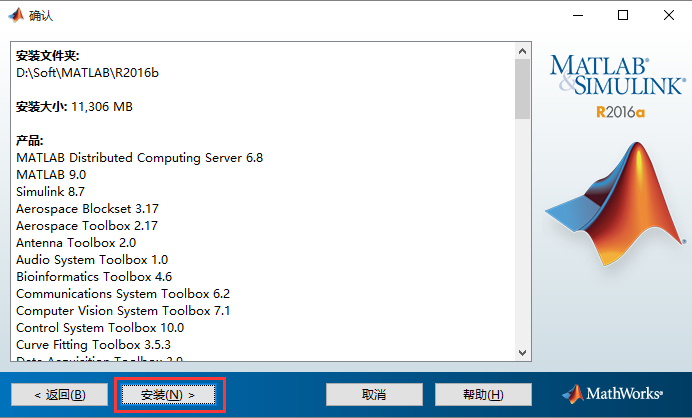 确认
安装文件夹:
D:\Soft\MATLAB\R2016b
安装大小: 11,306 MB
产品:
MATLAB Distributed Computing Server 6.8
MATLAB 9.0
Simulink 8.7
Aerospace Blockset 3.17
Aerospace Toolbox 2.17
Antenna Toolbox 2.0
Audio System Toolbox 1.0
Bioinformatics Toolbox 4.6
Communications System Toolbox 6.2
Computer Vision System Toolbox 7.1
Control System Toolbox 10.0
Curve Fitting Toolbox 3.5.3
Data Acquisition Toolbox 3.9
MATLAB®
&SIMULINK®
R2016a
< 返回(B)
安装(N) >
取消
帮助(H)
MathWorks®